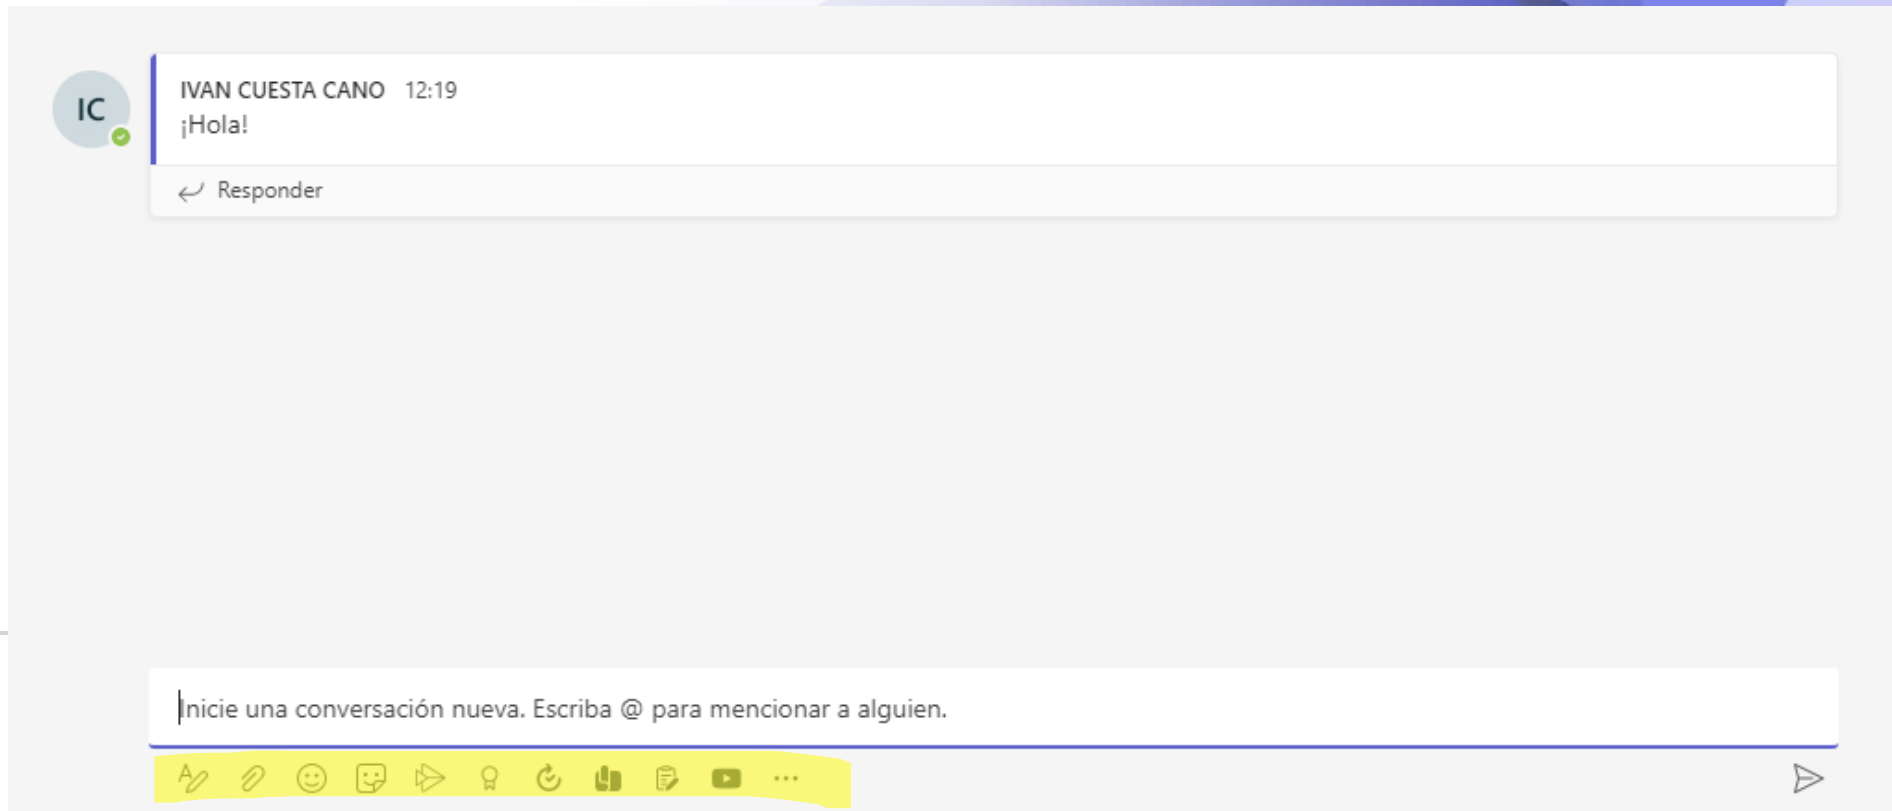 IC
IVAN CUESTA CANO 12:19
¡Hola!
Responder
Inicie una conversación nueva. Escriba @ para mencionar a alguien.